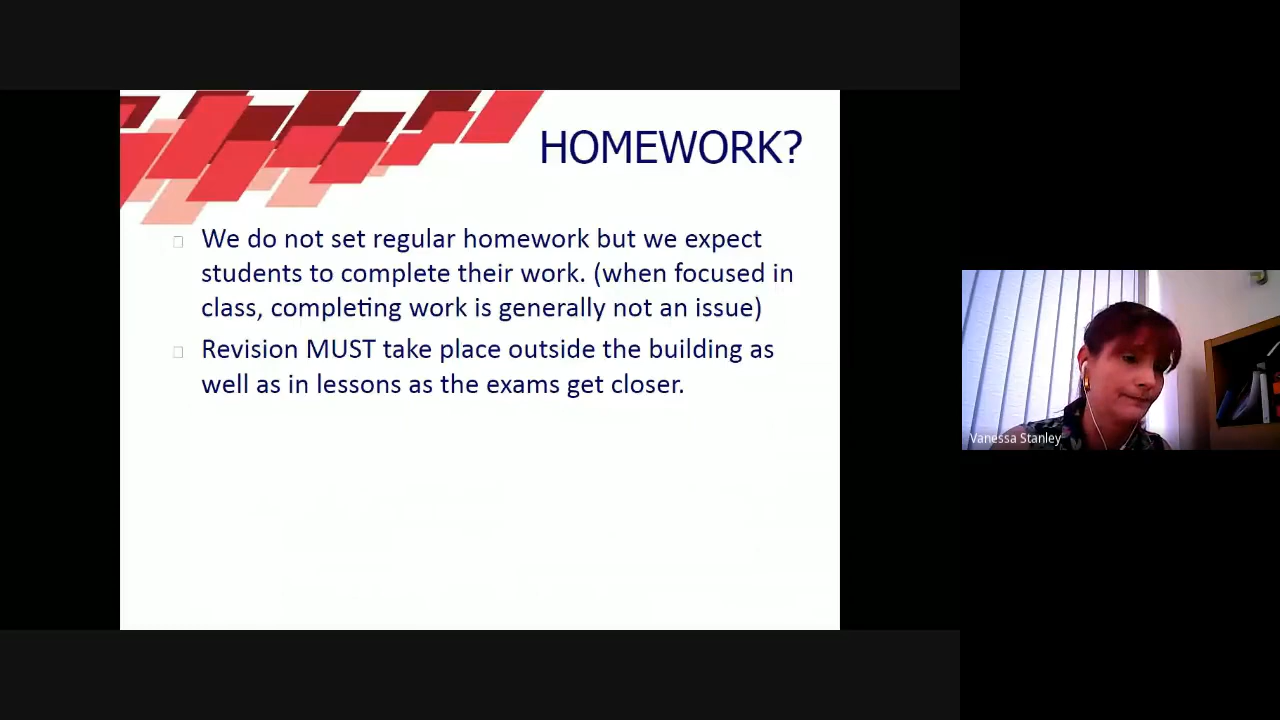 HOMEWORK?
We do not set regular homework but we expect
students to complete their work. (when focused in
class, completing work is generally not an issue)
Revision MUST take place outside the building as
well as in lessons as the exams get closer.
Vanessa Stanley